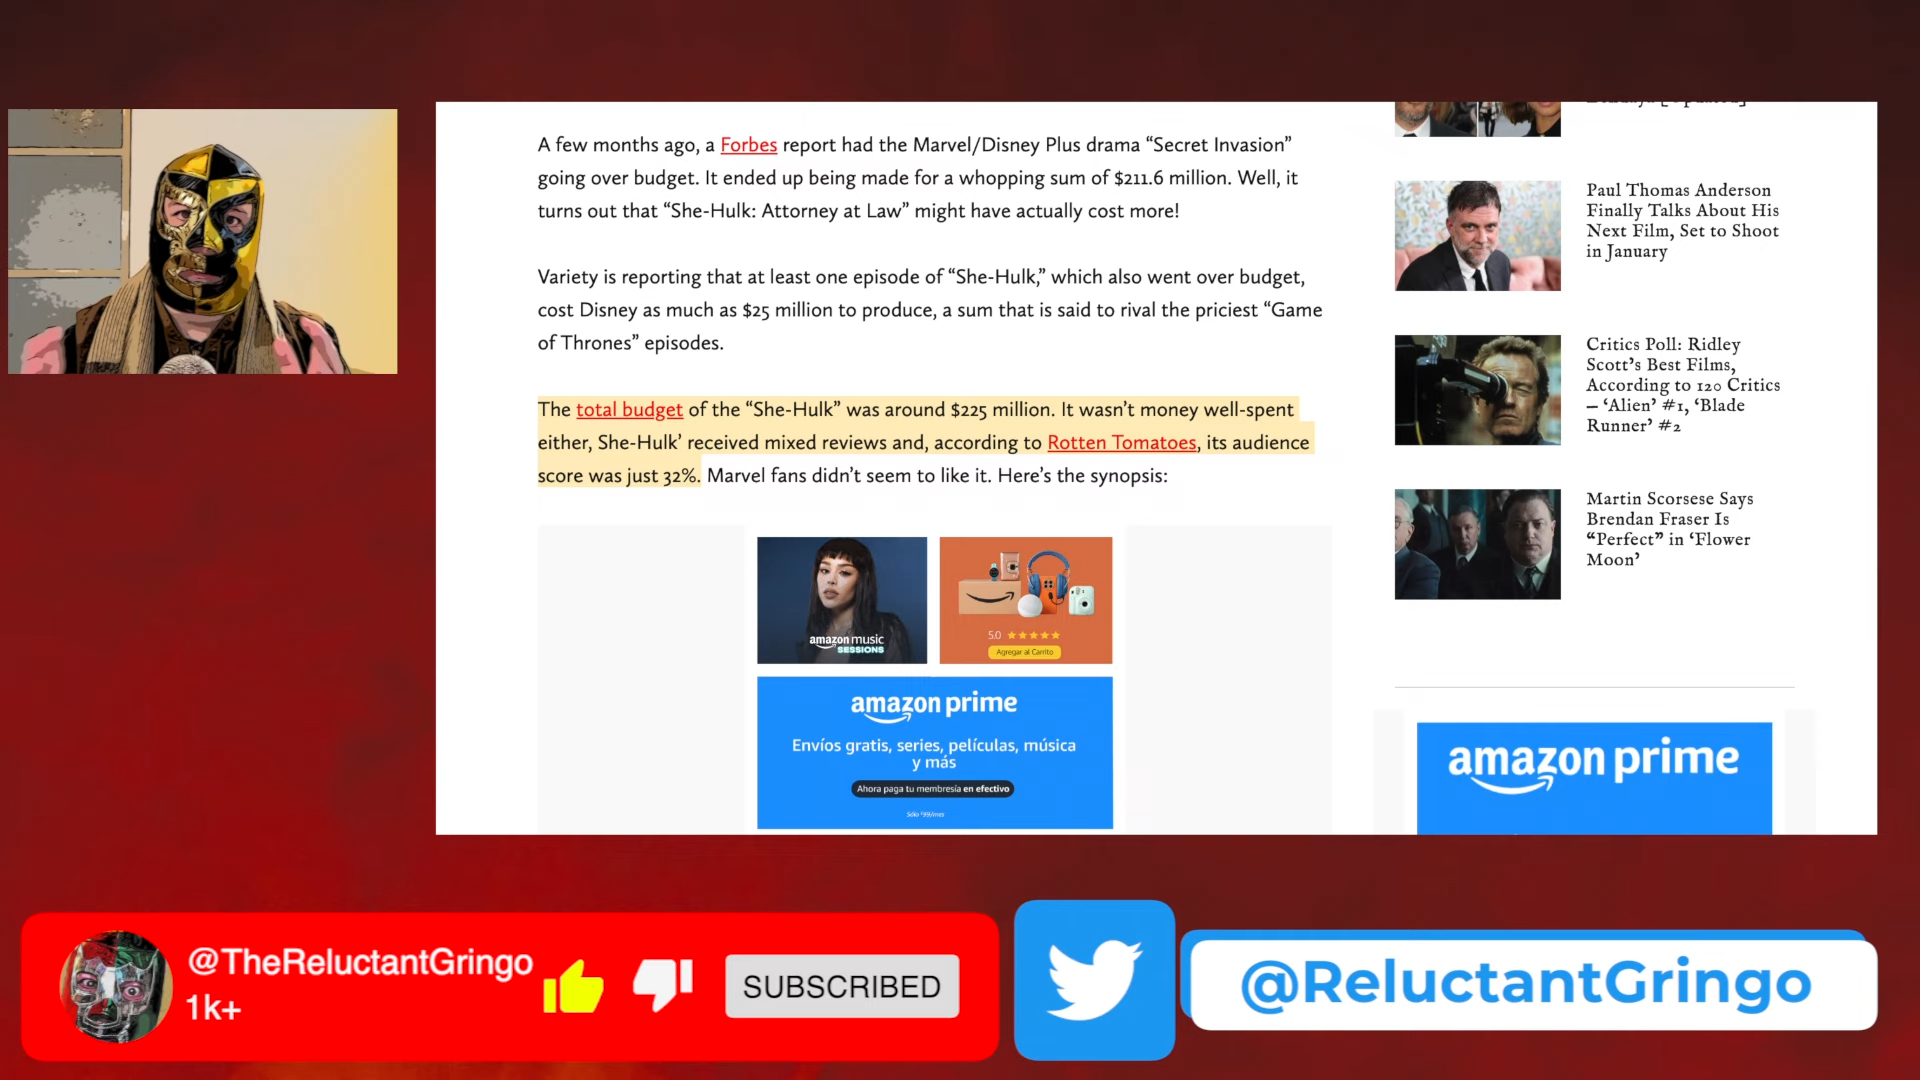 A few months ago, a Forbes report had the Marvel/Disney Plus drama “Secret Invasion”
going over budget. It ended up being made for a whopping sum of $211.6 million. Well, it
turns out that “She-Hulk: Attorney at Law” might have actually cost more!
Variety is reporting that at least one episode of “She-Hulk,” which also went over budget,
cost Disney as much as $25 million to produce, a sum that is said to rival the priciest “Game
of Thrones” episodes.
The total budget of the “She-Hulk” was around $225 million. It wasn’t money well-spent
either, She-Hulk’ received mixed reviews and, according to Rotten Tomatoes, its audience
score was just 32%. Marvel fans didn’t seem to like it. Here’s the synopsis:
amazon music
SESSIONS
5.0
Agregar al Carrito
amazon prime
Envíos gratis, series, películas, música
y más
Ahora paga tu membresía en efectivo
Sólo $99/mes
Paul Thomas Anderson
Finally Talks About His
Next Film, Set to Shoot
in January
Critics Poll: Ridley
Scott’s Best Films,
According to 120 Critics
— ‘Alien’ #1, ‘Blade
Runner’ #2
Martin Scorsese Says
Brendan Fraser Is
“Perfect” in ‘Flower
Moon’
amazon prime
@TheReluctantGringo
1k+
SUBSCRIBED
@ReluctantGringo